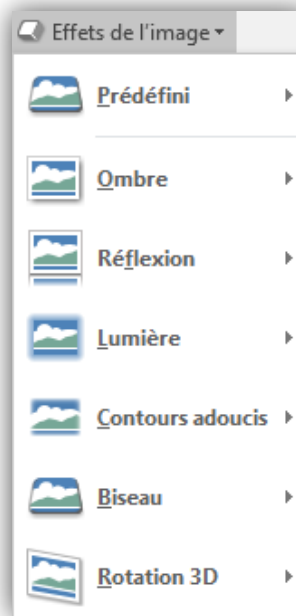 Effets de l'image
Prédéfini
Ombre
Réflexion
Lumière
Contours adoucis
Biseau
Rotation 3D